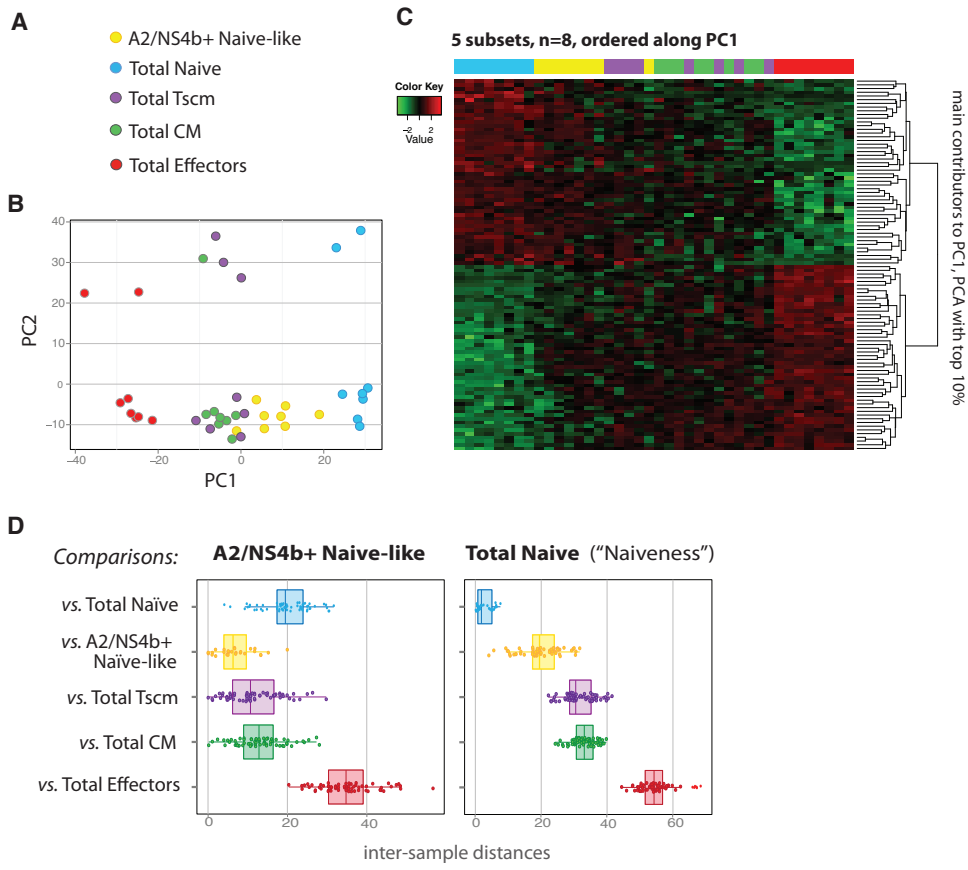 A
A2/NS4b+ Naive-like
Total Naive
Total Tscm
Total CM
Total Effectors
B
40
30
20
10
0
−10
−40
−20
0
20
PC2
PC1
C
5 subsets, n=8, ordered along PC1
Color Key
−2 2
Value
main contributors to PC1, PCA with top 10%
D
Comparisons:
A2/NS4b+ Naive-like
Total Naive ("Naiveness")
vs. Total Naïve
vs. A2/NS4b+
Naïve-like
vs. Total Tscm
vs. Total CM
vs. Total Effectors
0 20 40
0 20 40 60
inter-sample distances